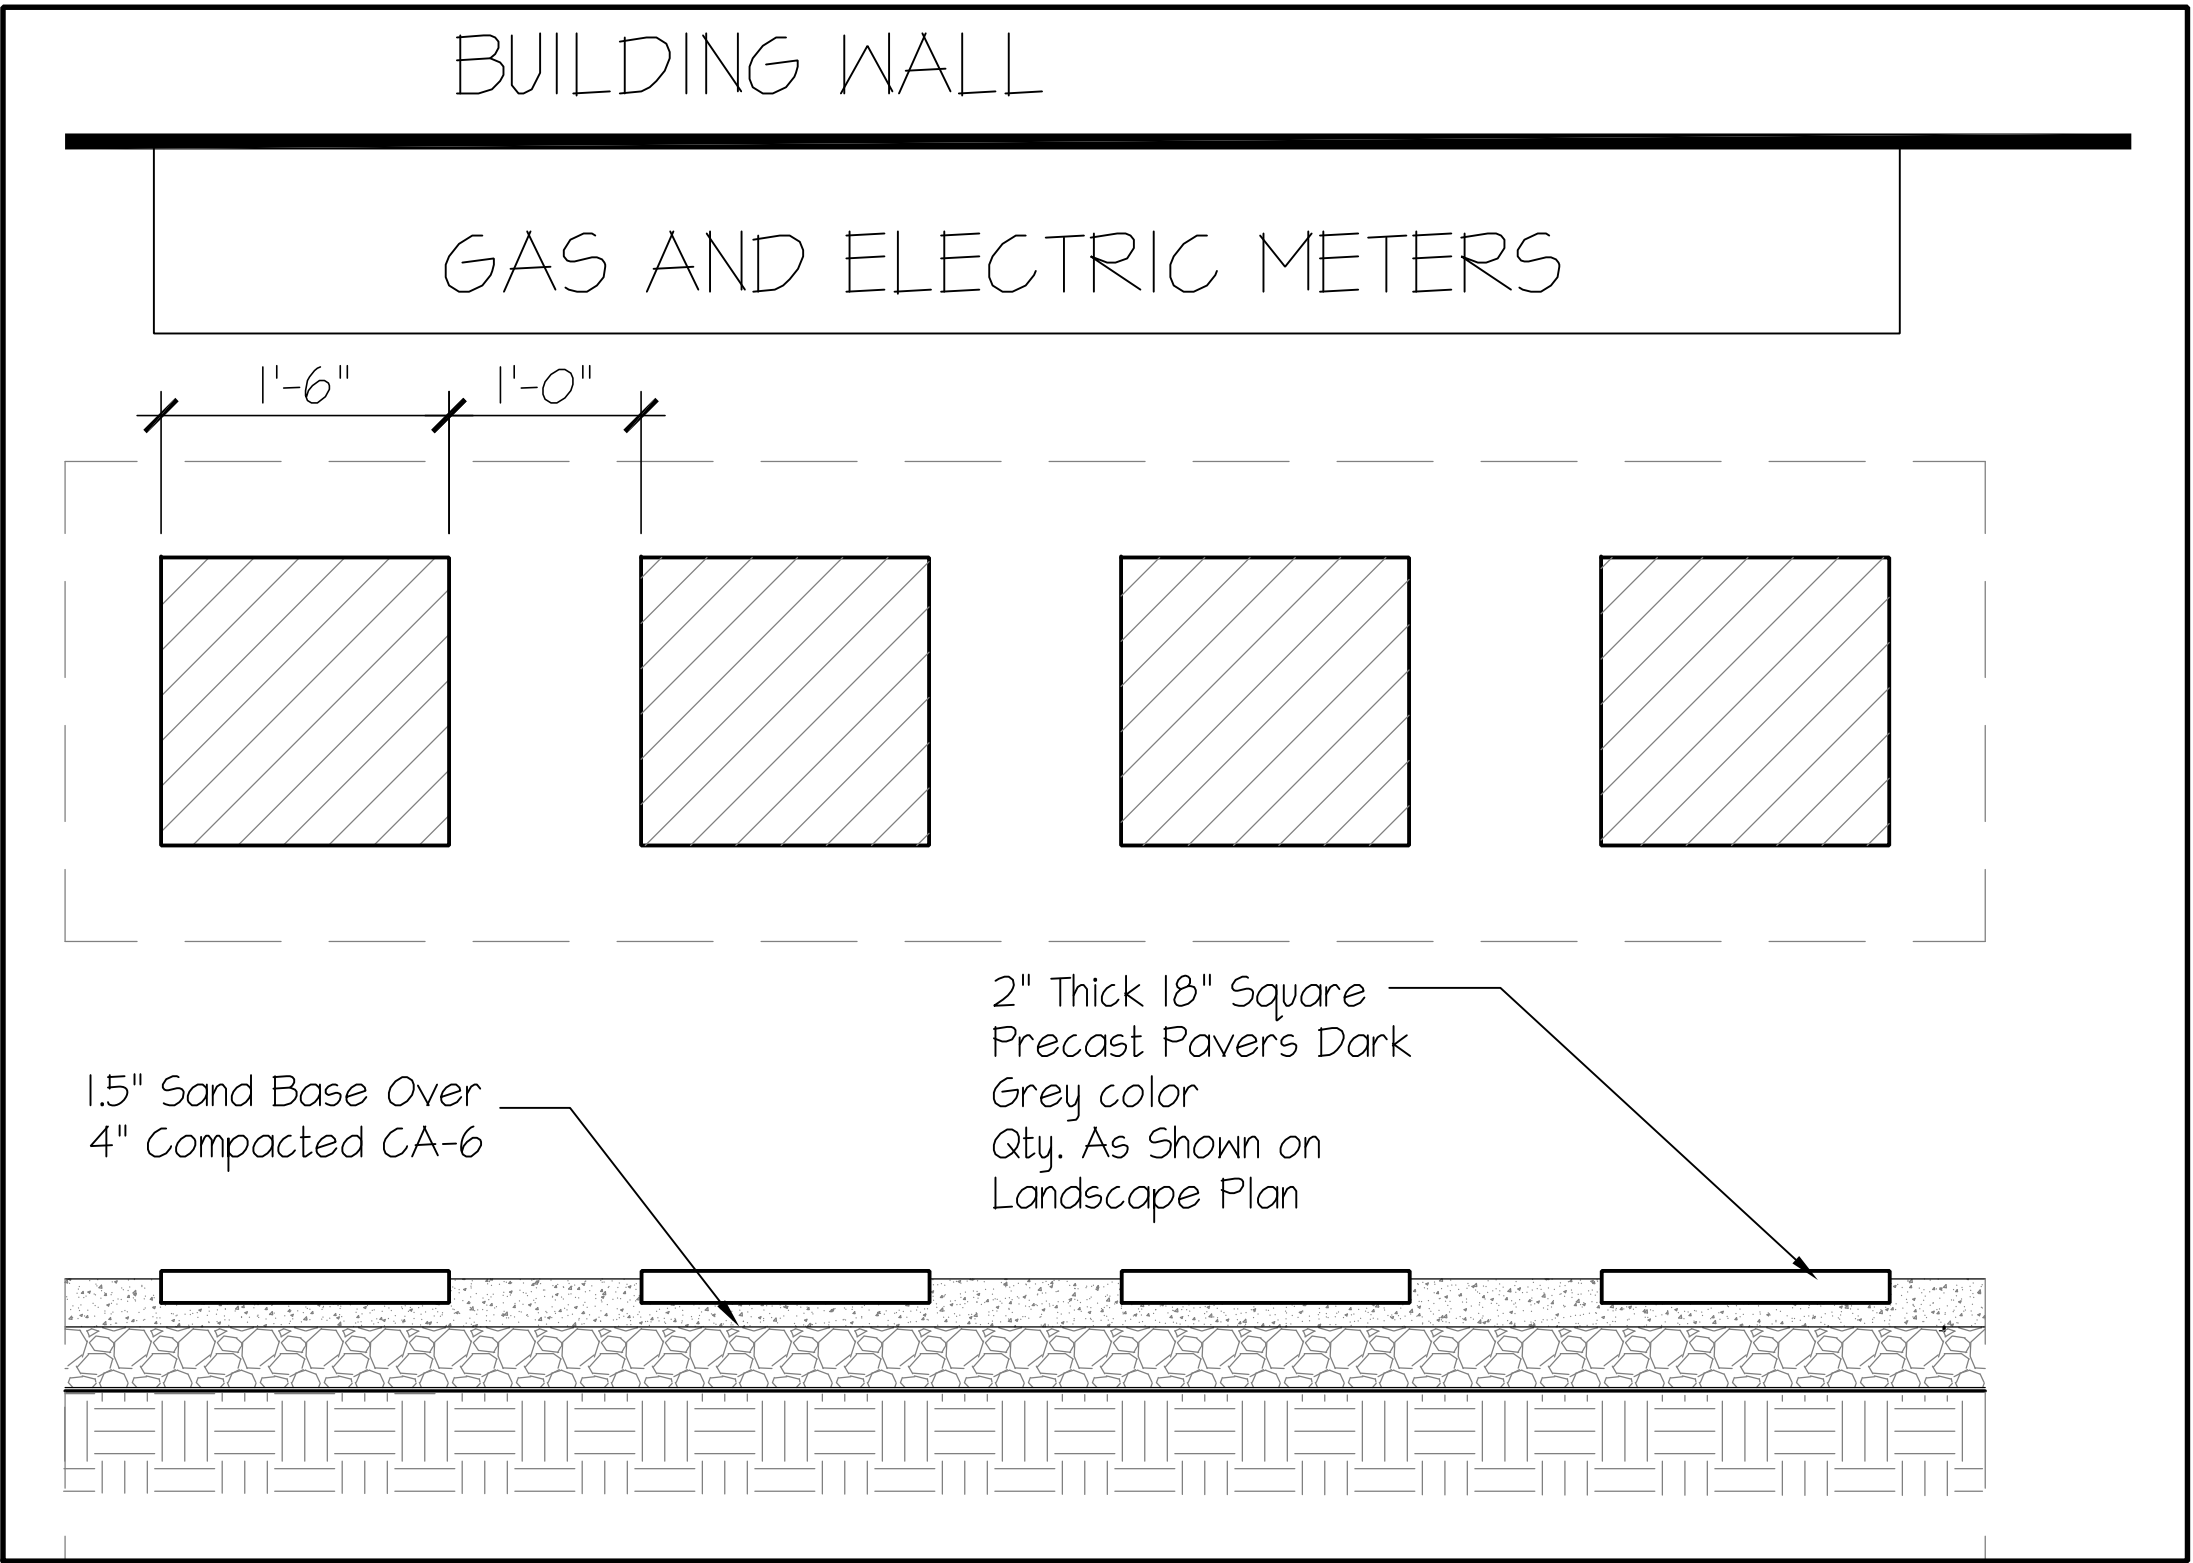 BUILDING WALL
GAS AND ELECTRIC METERS
1'-6" 1'-0"
2" Thick 18" Square
Precast Pavers Dark
Grey color
Qty. As Shown on
Landscape Plan
1.5" Sand Base Over
4" Compacted CA-6